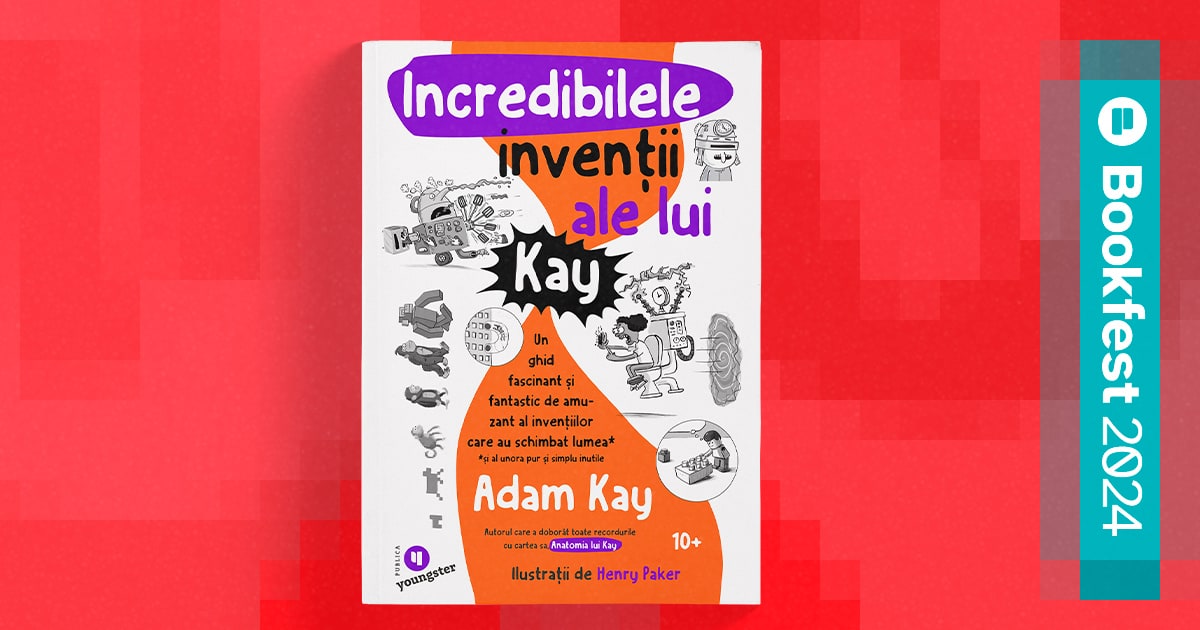 Incredibilele
invenții
ale lui
Kay
Un
ghid
fascinant și
fantastic de amu-
zant al invențiilor
care au schimbat lumea*
*și al unora pur și simplu inutile
Adam Kay
Autorul care a doborât toate recordurile
cu cartea sa Anatomia lui Kay
10+
Ilustrații de Henry Paker
PUBLICA
youngster
Bookfest 2024